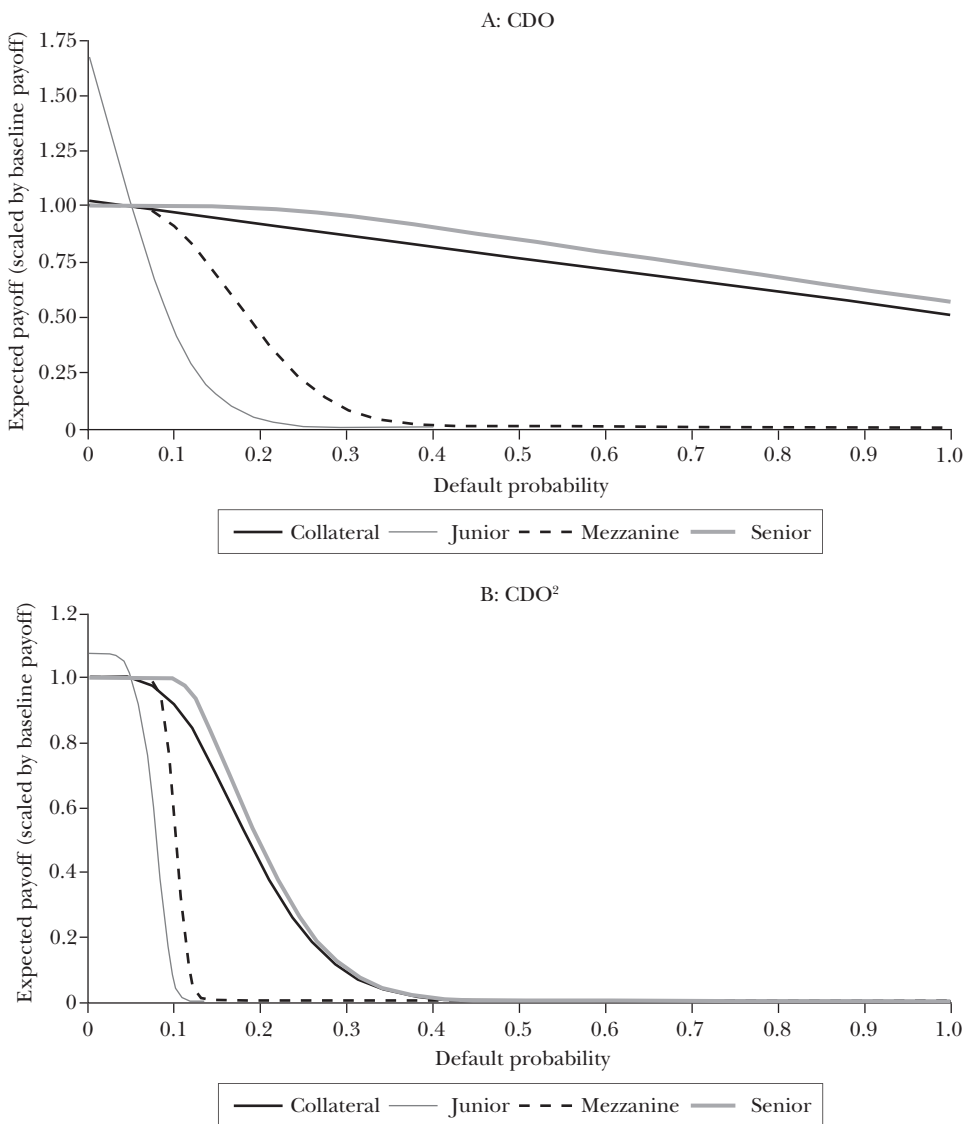 A: CDO
Expected payoff (scaled by baseline payoff)
1.75
1.50
1.25
1.00
0.75
0.50
0.25
0
0 0.1 0.2 0.3 0.4 0.5 0.6 0.7 0.8 0.9 1.0
Default probability
Collateral Junior Mezzanine Senior
B: CDO²
Expected payoff (scaled by baseline payoff)
1.2
1.0
0.8
0.6
0.4
0.2
0
0 0.1 0.2 0.3 0.4 0.5 0.6 0.7 0.8 0.9 1.0
Default probability
Collateral Junior Mezzanine Senior